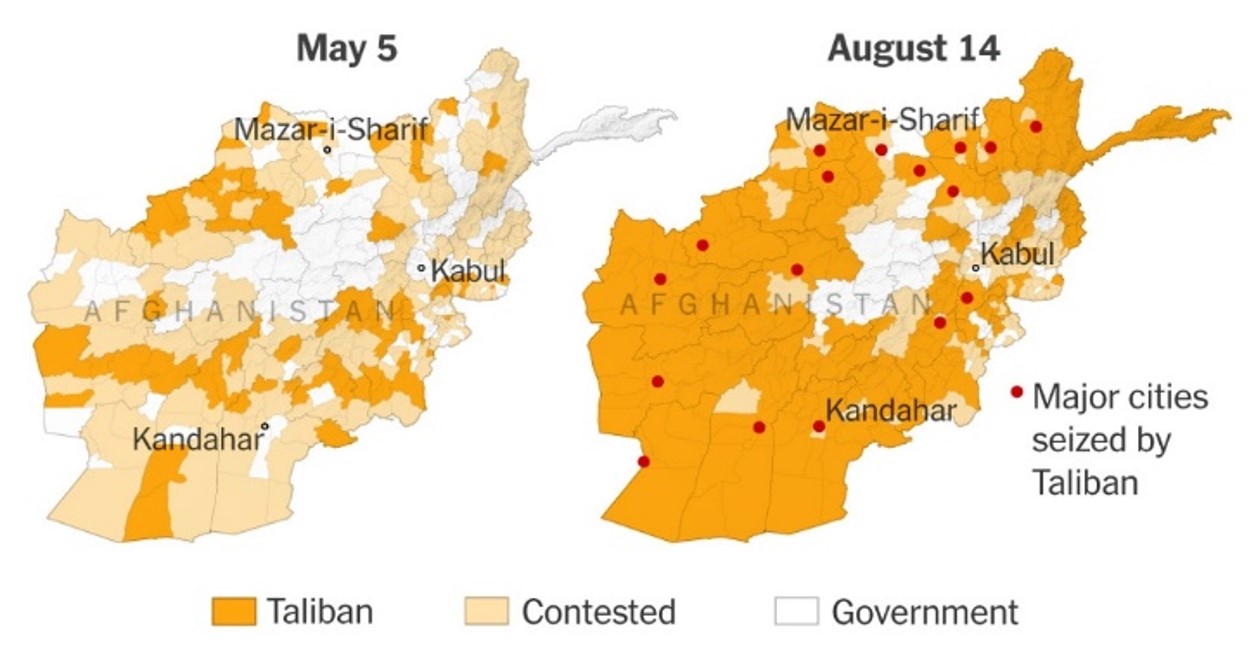 May 5
August 14
Mazar-i-Sharif
Kabul
AFGHANISTAN
Kandahar
Mazar-i-Sharif
Kabul
AFGHANISTAN
Kandahar
Major cities
seized by
Taliban
Taliban
Contested
Government